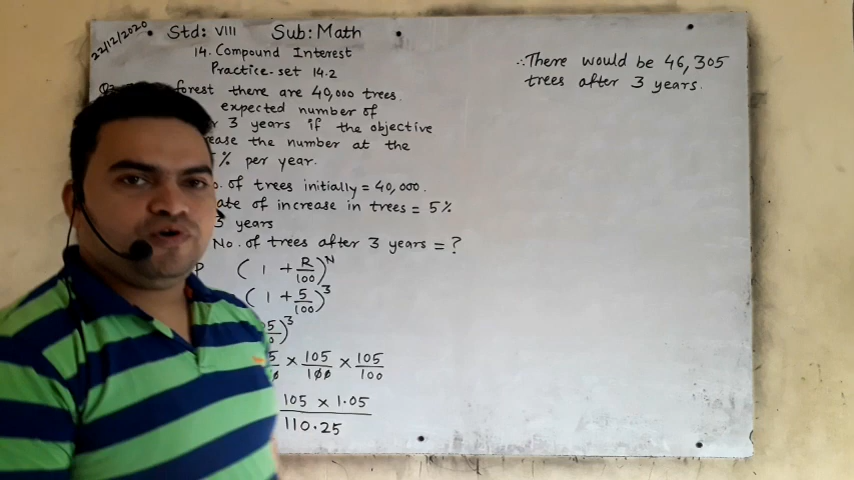 22/12/2020
Std: VIII Sub: Math
14. Compound Interest
Practice-set 14.2
forest there are 40,000 trees.
expected number of
3 years if the objective
the number at the
% per year.
of trees initially = 40,000.
of increase in trees = 5%
3 years
No. of trees after 3 years = ?
P ( 1 + R/100 )^N
( 1 + 5/100 )^3
)^3
× 105/100 × 105/100
105 × 1.05
110.25
∴There would be 46,305
trees after 3 years.